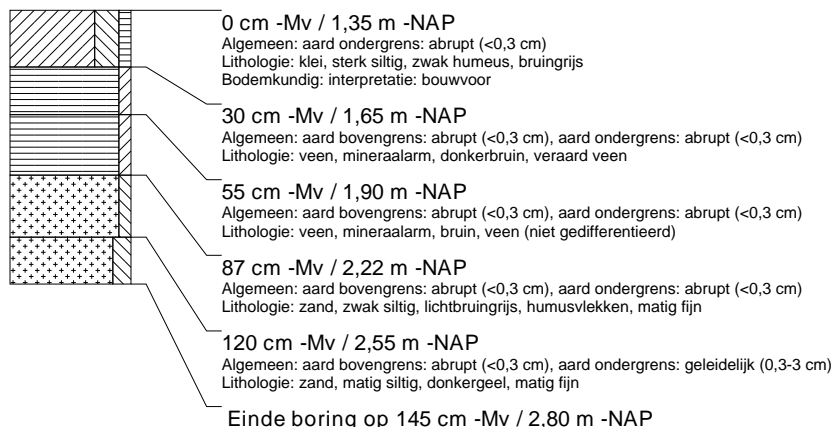 0 cm -Mv / 1,35 m -NAP
Algemeen: aard ondergrens: abrupt (<0,3 cm)
Lithologie: klei, sterk siltig, zwak humeus, bruingrijs
Bodemkundig: interpretatie: bouwvoor
30 cm -Mv / 1,65 m -NAP
Algemeen: aard bovengrens: abrupt (<0,3 cm), aard ondergrens: abrupt (<0,3 cm)
Lithologie: veen, mineraalarm, donkerbruin, veraard veen
55 cm -Mv / 1,90 m -NAP
Algemeen: aard bovengrens: abrupt (<0,3 cm), aard ondergrens: abrupt (<0,3 cm)
Lithologie: veen, mineraalarm, bruin, veen (niet gedifferentieerd)
87 cm -Mv / 2,22 m -NAP
Algemeen: aard bovengrens: abrupt (<0,3 cm), aard ondergrens: abrupt (<0,3 cm)
Lithologie: zand, zwak siltig, lichtbruingrijs, humusvlekken, matig fijn
120 cm -Mv / 2,55 m -NAP
Algemeen: aard bovengrens: abrupt (<0,3 cm), aard ondergrens: geleidelijk (0,3-3 cm)
Lithologie: zand, matig siltig, donkergeel, matig fijn
Einde boring op 145 cm -Mv / 2,80 m -NAP